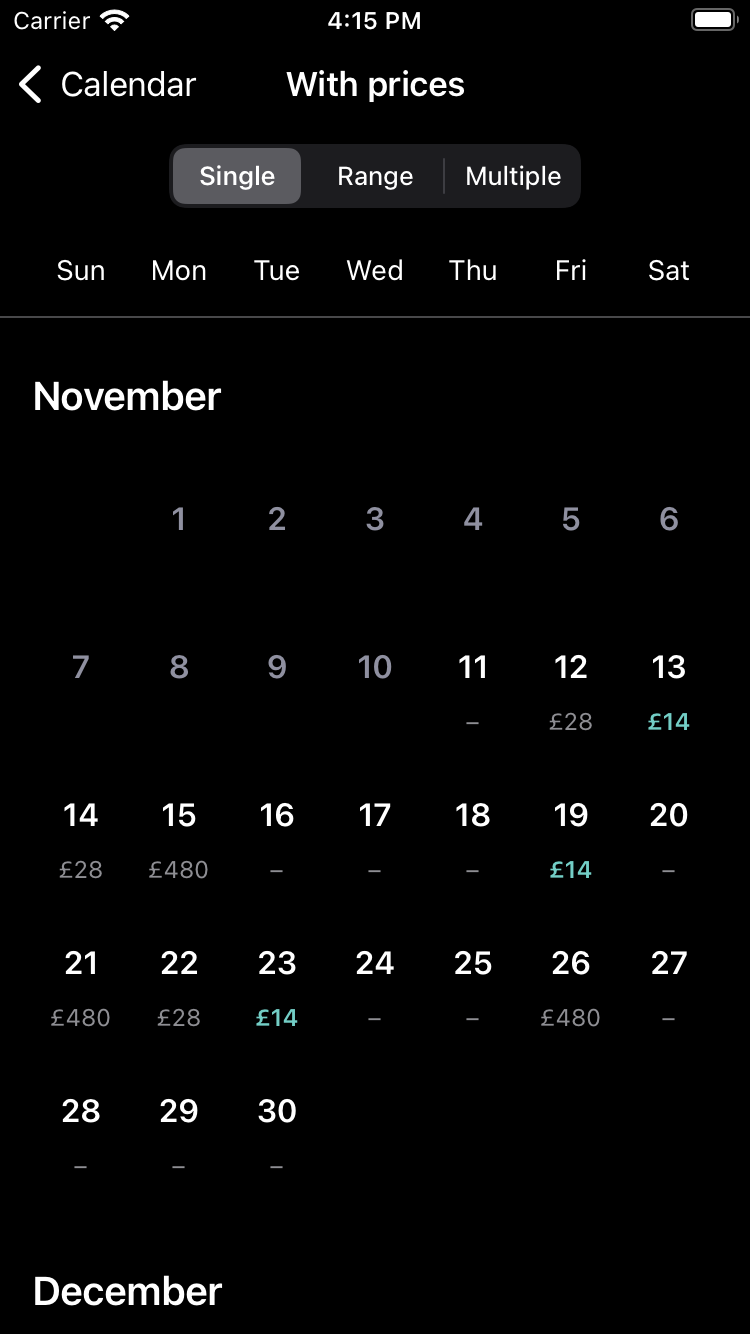 Carrier 4:15 PM
Calendar With prices
Single Range Multiple
Sun Mon Tue Wed Thu Fri Sat
November
1 2 3 4 5 6
7 8 9 10 11 12 13
– £28 £14
14 15 16 17 18 19 20
£28 £480 – – – £14 –
21 22 23 24 25 26 27
£480 £28 £14 – – £480 –
28 29 30
– – –
December